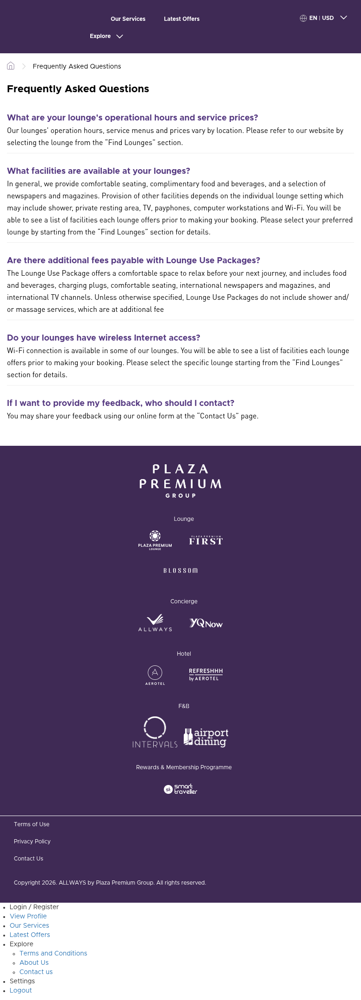 Our Services
Latest Offers
EN | USD
Explore
Frequently Asked Questions
Frequently Asked Questions
What are your lounge's operational hours and service prices?
Our lounges' operation hours, service menus and prices vary by location. Please refer to our website by
selecting the lounge from the “Find Lounges” section.
What facilities are available at your lounges?
In general, we provide comfortable seating, complimentary food and beverages, and a selection of
newspapers and magazines. Provision of other facilities depends on the individual lounge setting which
may include shower, private resting area, TV, payphones, computer workstations and Wi-Fi. You will be
able to see a list of facilities each lounge offers prior to making your booking. Please select your preferred
lounge by starting from the “Find Lounges” section for details.
Are there additional fees payable with Lounge Use Packages?
The Lounge Use Package offers a comfortable space to relax before your next journey, and includes food
and beverages, charging plugs, comfortable seating, international newspapers and magazines, and
international TV channels. Unless otherwise specified, Lounge Use Packages do not include shower and/
or massage services, which are at additional fee
Do your lounges have wireless Internet access?
Wi-Fi connection is available in some of our lounges. You will be able to see a list of facilities each lounge
offers prior to making your booking. Please select the specific lounge starting from the “Find Lounges”
section for details.
If I want to provide my feedback, who should I contact?
You may share your feedback using our online form at the “Contact Us” page.
PLAZA
PREMIUM
GROUP
Lounge
PLAZA PREMIUM
LOUNGE
PLAZA PREMIUM
FIRST
BLOSSOM
Concierge
ALLWAYS
YQNow
Hotel
A
AEROTEL
REFRESHHH
by AEROTEL
F&B
INTERVALS
airport
dining
Rewards & Membership Programme
st smart
traveller
Terms of Use
Privacy Policy
Contact Us
Copyright 2026. ALLWAYS by Plaza Premium Group. All rights reserved.
Login / Register
View Profile
Our Services
Latest Offers
Explore
Terms and Conditions
About Us
Contact us
Settings
Logout